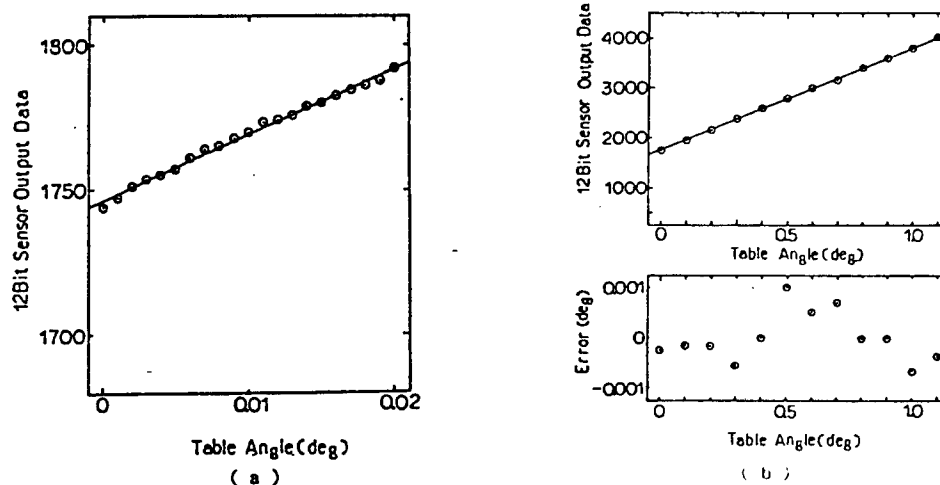 12Bit Sensor Output Data
1800
1750
1700
0
0.01
0.02
Table Angle(deg)
( a )
12Bit Sensor Output Data
4000
3000
2000
1000
0
0.5
1.0
Table Angle(deg)
Error(deg)
0.001
0
-0.001
0
0.5
1.0
Table Angle(deg)
( b )